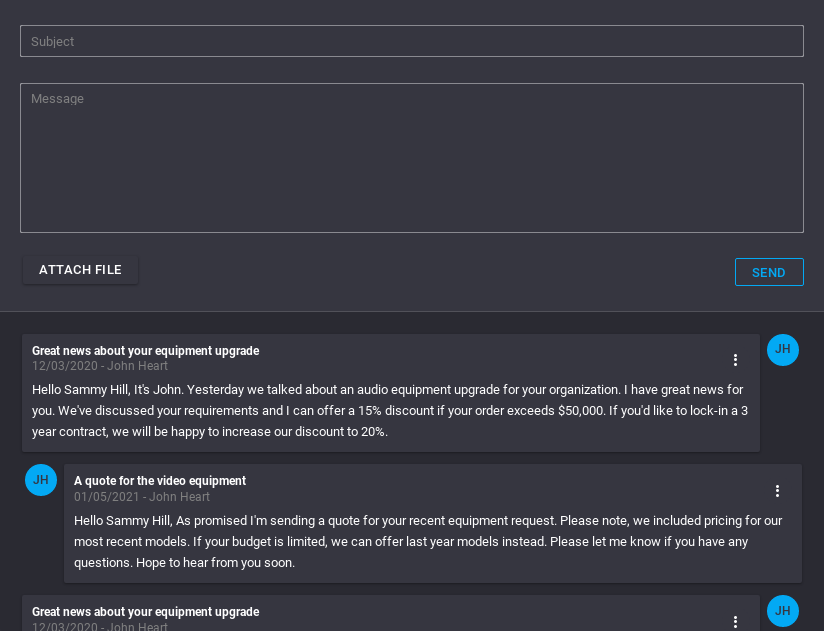 Subject
Message
ATTACH FILE
SEND
Great news about your equipment upgrade
12/03/2020 - John Heart
JH
Hello Sammy Hill, It's John. Yesterday we talked about an audio equipment upgrade for your organization. I have great news for
you. We've discussed your requirements and I can offer a 15% discount if your order exceeds $50,000. If you'd like to lock-in a 3
year contract, we will be happy to increase our discount to 20%.
JH
A quote for the video equipment
01/05/2021 - John Heart
Hello Sammy Hill, As promised I'm sending a quote for your recent equipment request. Please note, we included pricing for our
most recent models. If your budget is limited, we can offer last year models instead. Please let me know if you have any
questions. Hope to hear from you soon.
Great news about your equipment upgrade
12/03/2020 - John Heart
JH